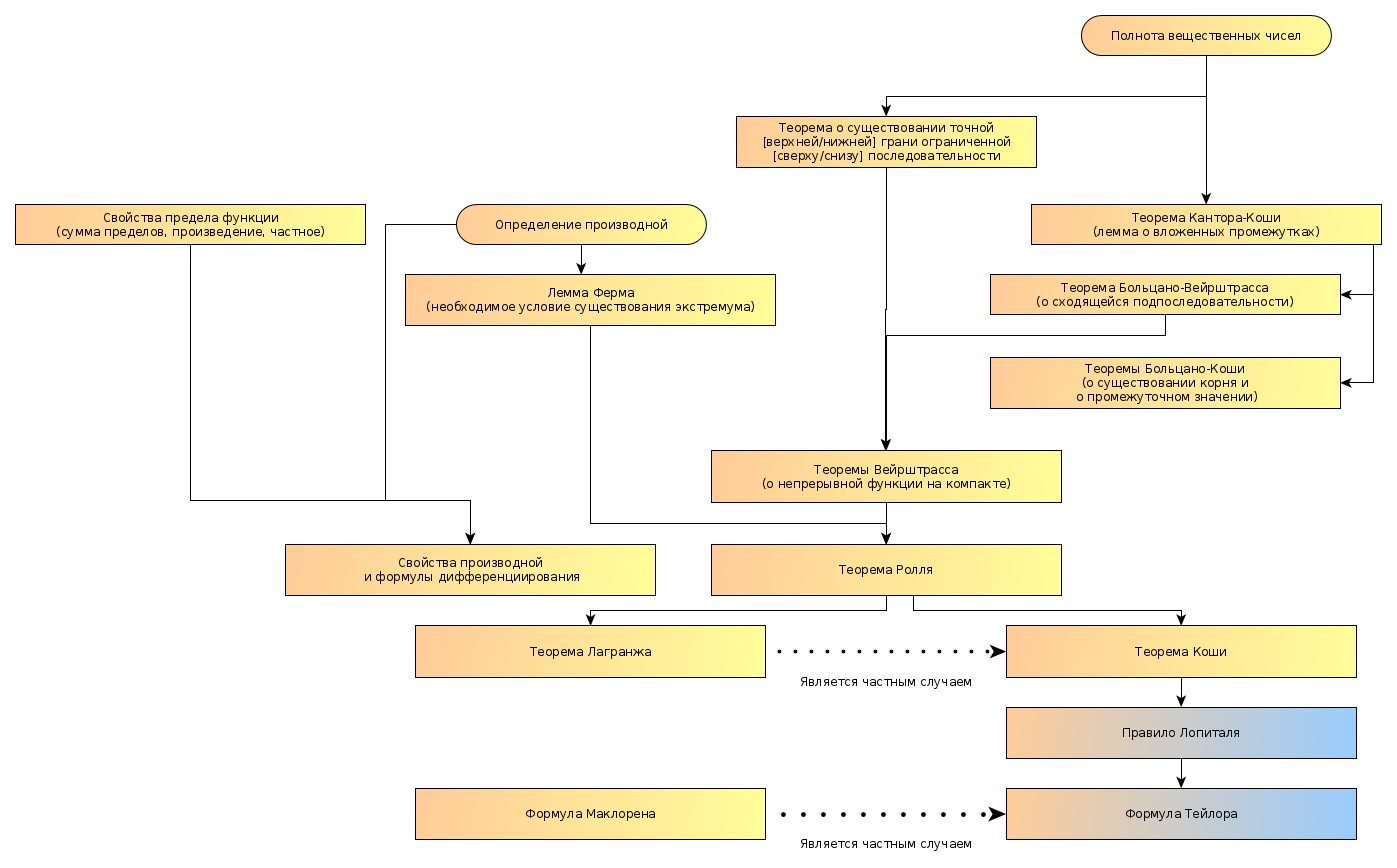 Полнота вещественных чисел
Теорема о существовании точной
[верхней/нижней] грани ограниченной
[сверху/снизу] последовательности
Свойства предела функции
(сумма пределов, произведение, частное)
Определение производной
Теорема Кантора-Коши
(лемма о вложенных промежутках)
Лемма Ферма
(необходимое условие существования экстремума)
Теорема Больцано-Вейрштрасса
(о сходящейся подпоследовательности)
Теоремы Больцано-Коши
(о существовании корня и
о промежуточном значении)
Теоремы Вейрштрасса
(о непрерывной функции на компакте)
Свойства производной
и формулы дифференциирования
Теорема Ролля
Теорема Лагранжа
Является частным случаем
Теорема Коши
Правило Лопиталя
Формула Маклорена
Является частным случаем
Формула Тейлора